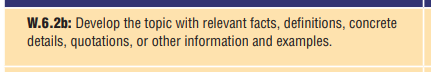 W.6.2b: Develop the topic with relevant facts, definitions, concrete
details, quotations, or other information and examples.